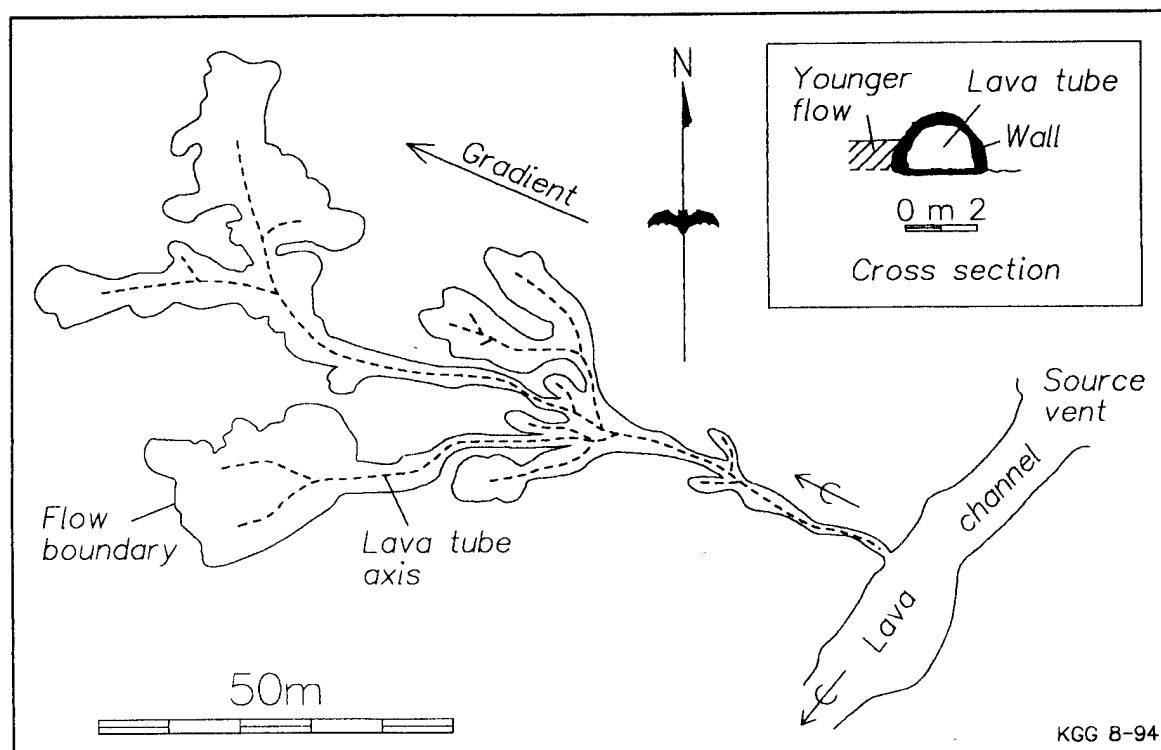 N
Gradient
Younger
flow
Lava tube
Wall
0 m 2
Cross section
Source
vent
channel
Lava
Flow
boundary
Lava tube
axis
50m
KGG 8-94